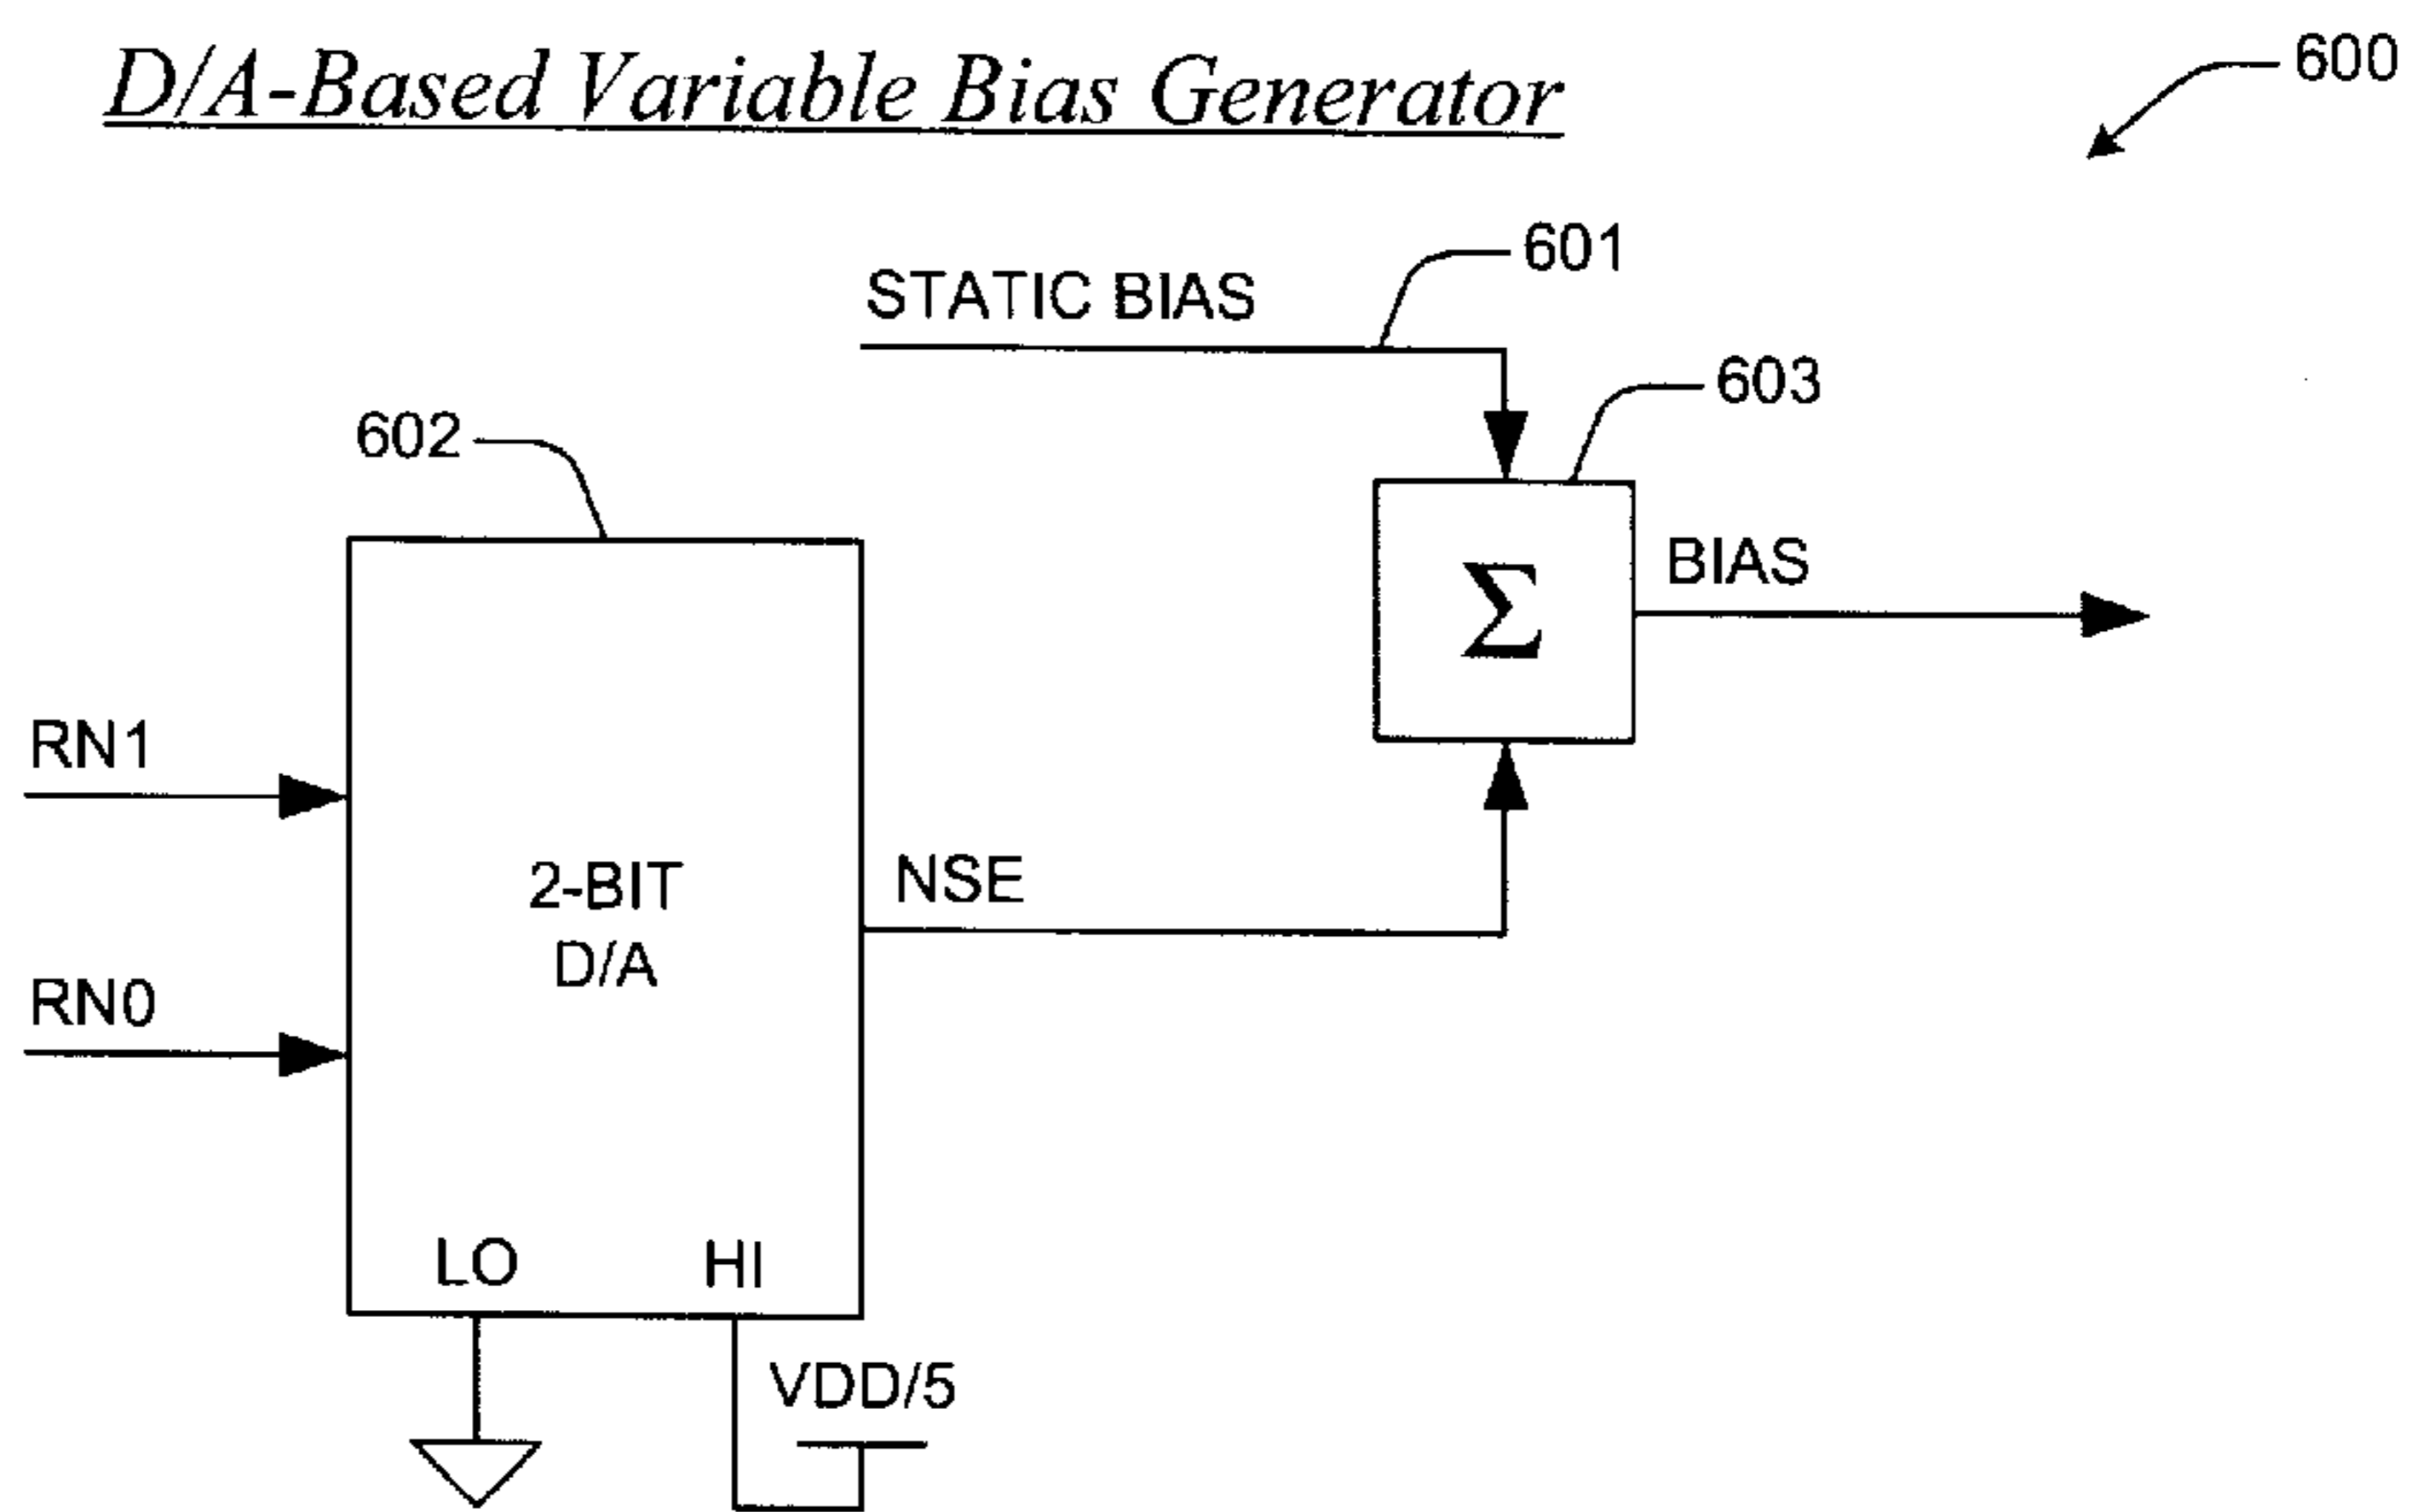 D/A-Based Variable Bias Generator
600
601
STATIC BIAS
603
602
BIAS
Σ
RN1
2-BIT
D/A
NSE
RN0
LO
HI
VDD/5